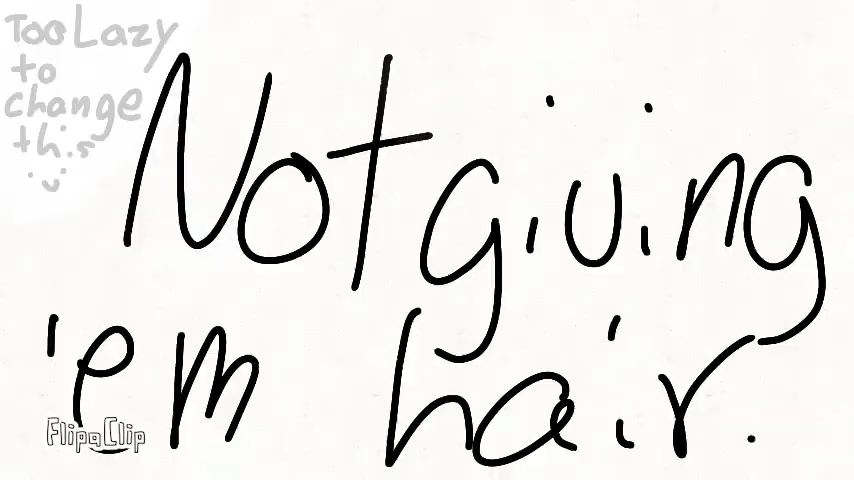 Too Lazy
to
change
this
Not giving
'em hair.
FlipaClip